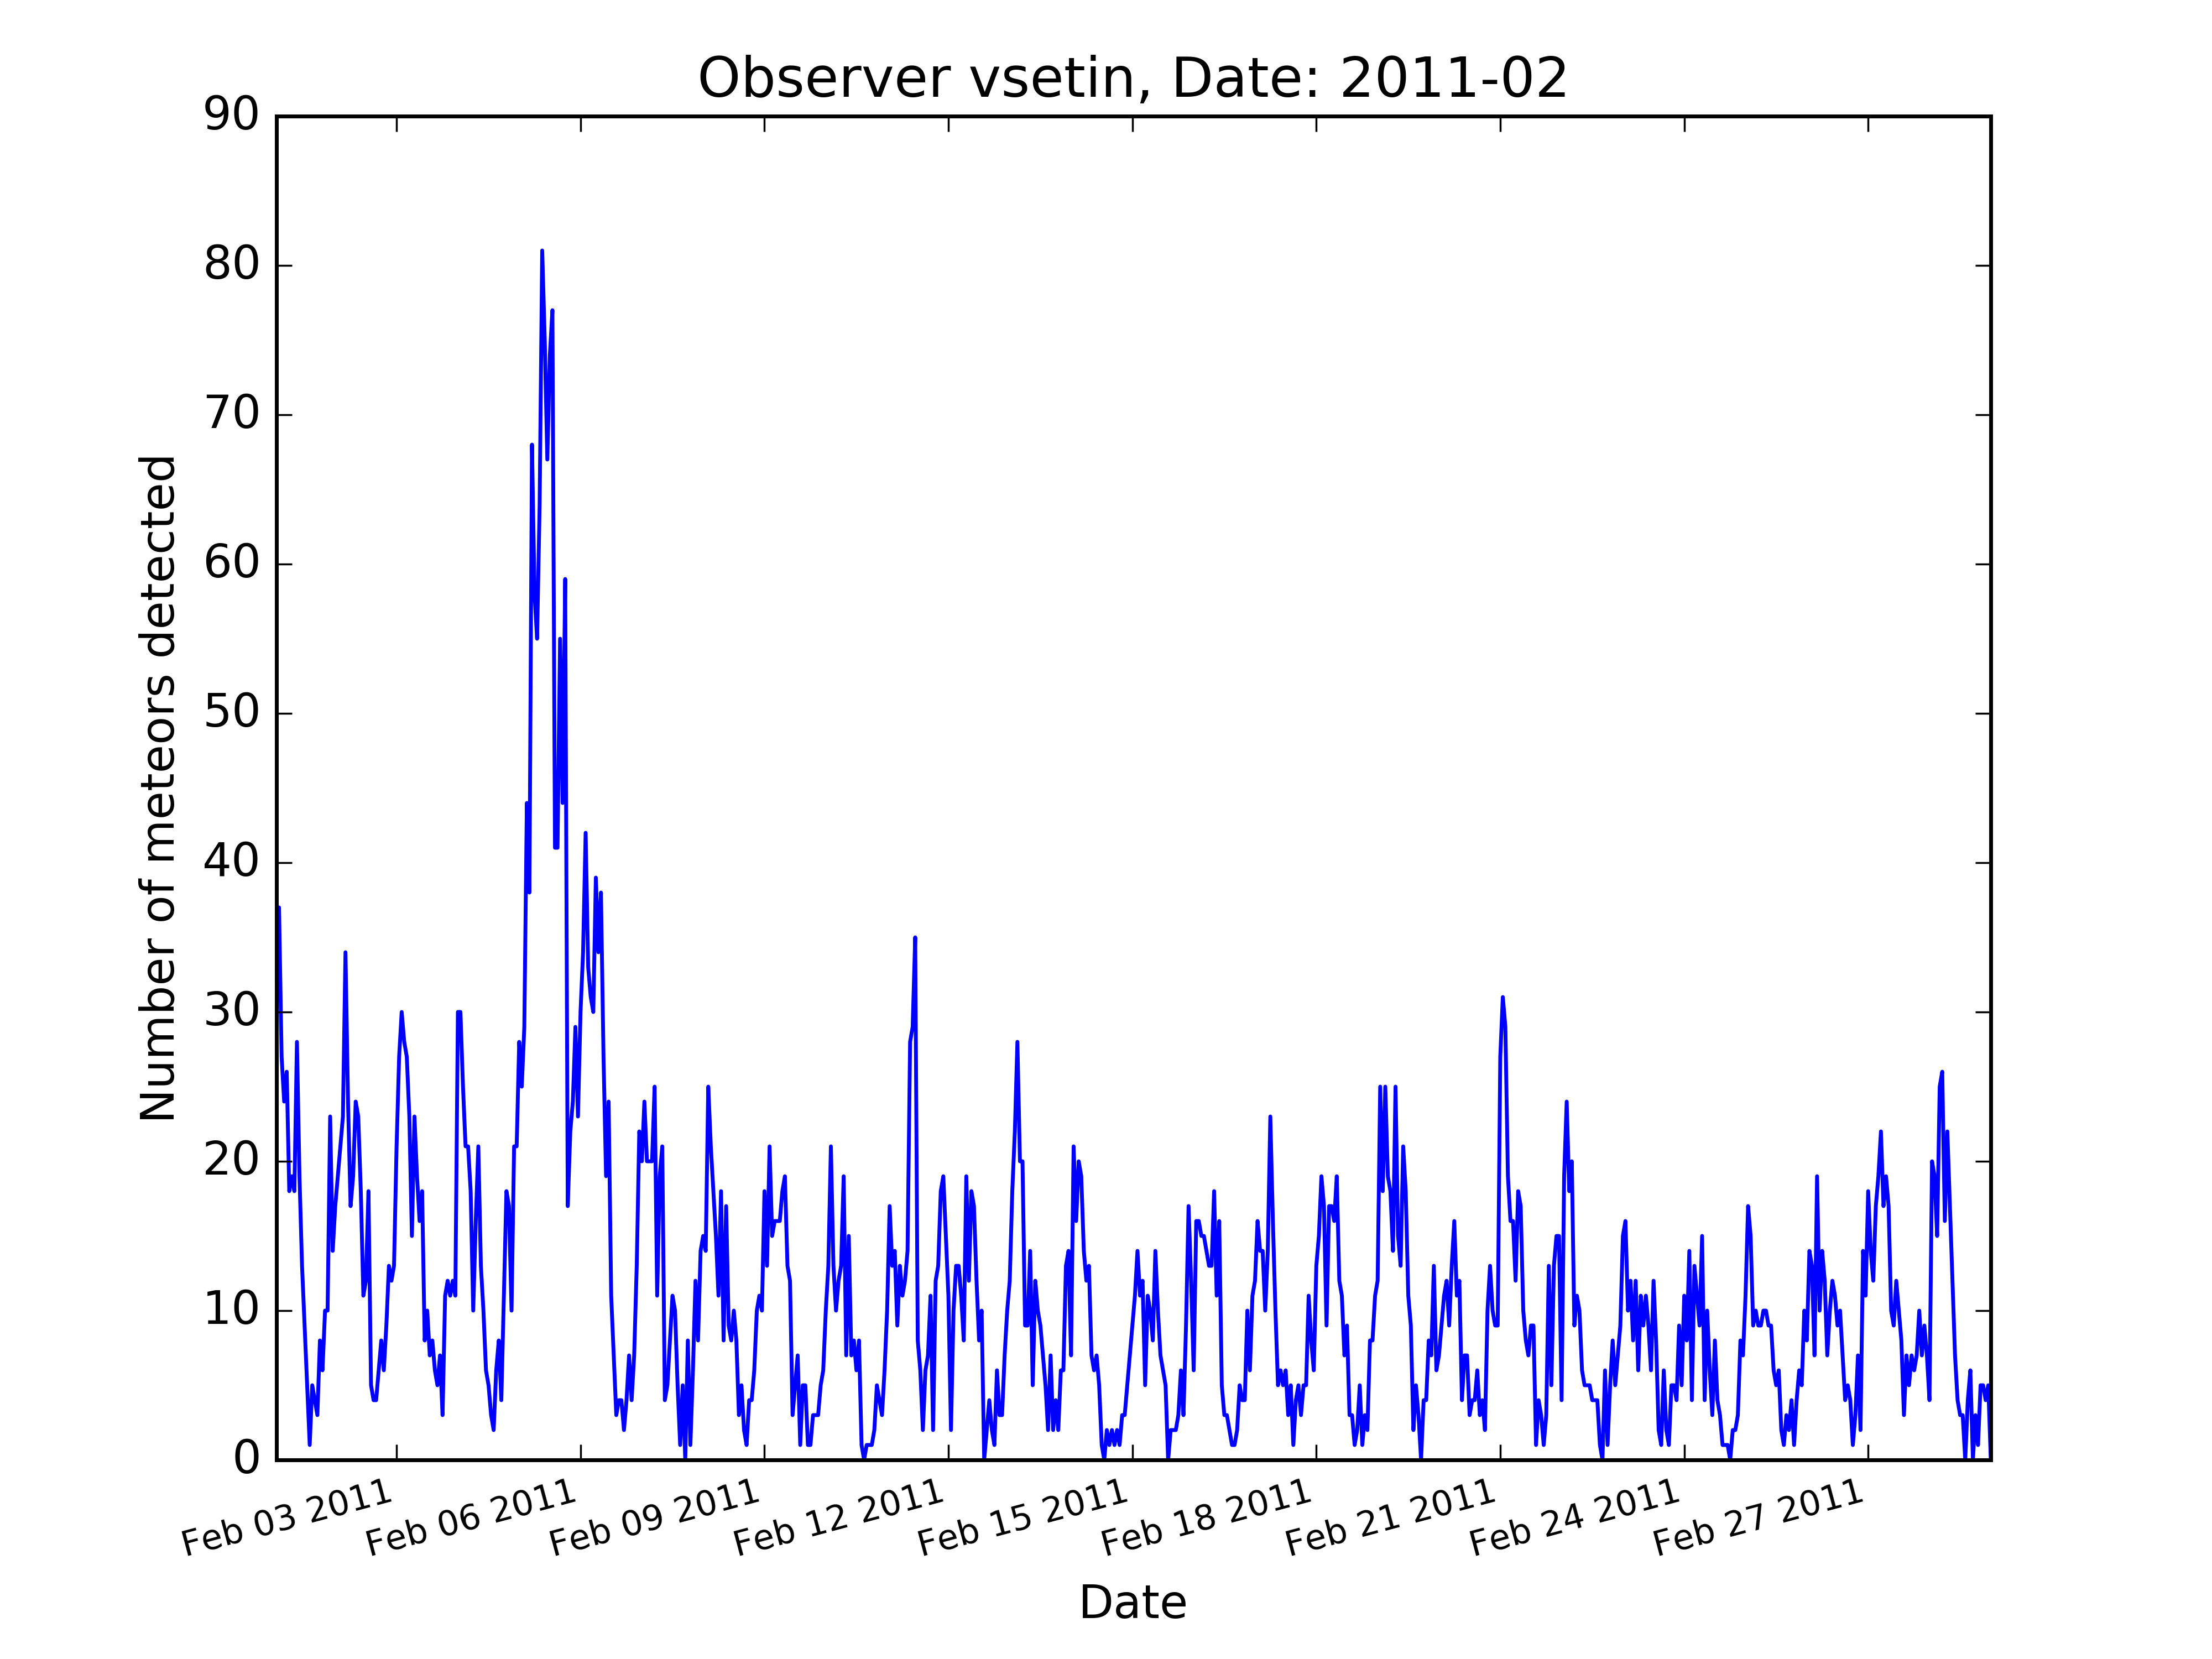 Observer vsetin, Date: 2011-02
Number of meteors detected
90
80
70
60
50
40
30
20
10
0
Feb 03 2011
Feb 06 2011
Feb 09 2011
Feb 12 2011
Feb 15 2011
Feb 18 2011
Feb 21 2011
Feb 24 2011
Feb 27 2011
Date